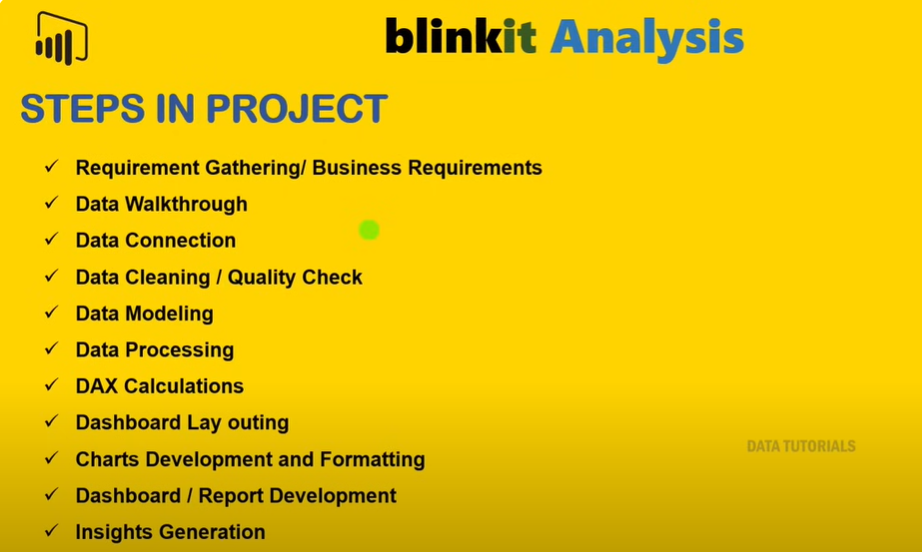 blinkit Analysis
STEPS IN PROJECT
✓ Requirement Gathering/ Business Requirements
✓ Data Walkthrough
✓ Data Connection
✓ Data Cleaning / Quality Check
✓ Data Modeling
✓ Data Processing
✓ DAX Calculations
✓ Dashboard Lay outing
✓ Charts Development and Formatting
✓ Dashboard / Report Development
✓ Insights Generation
DATA TUTORIALS